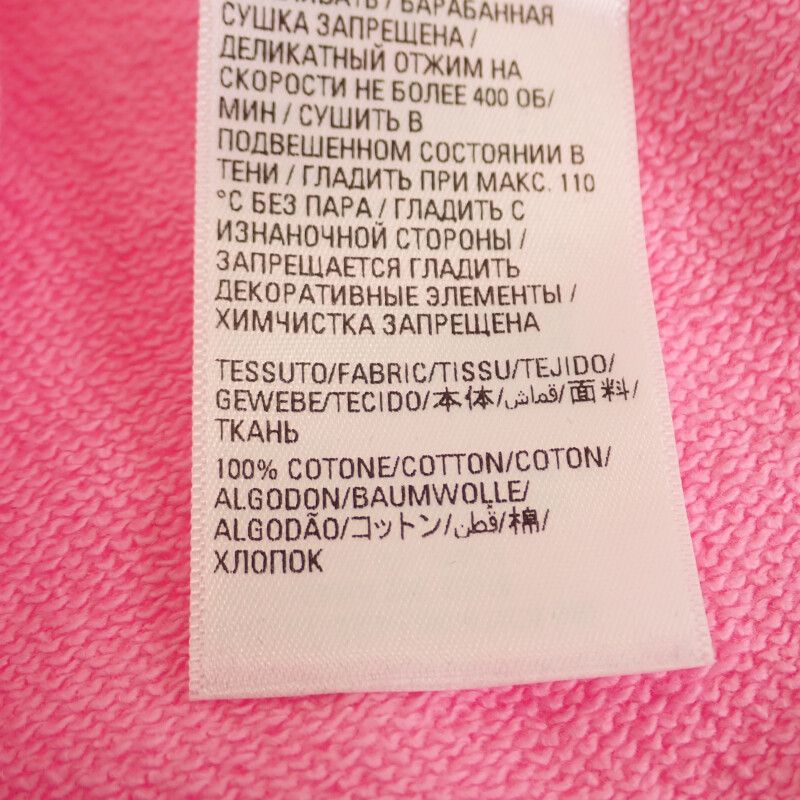 / БАРАБАННАЯ
СУШКА ЗАПРЕЩЕНА /
ДЕЛИКАТНЫЙ ОТЖИМ НА
СКОРОСТИ НЕ БОЛЕЕ 400 ОБ/
МИН / СУШИТЬ В
ПОДВЕШЕННОМ СОСТОЯНИИ В
ТЕНИ / ГЛАДИТЬ ПРИ МАКС. 110
°C БЕЗ ПАРА / ГЛАДИТЬ С
ИЗНАНОЧНОЙ СТОРОНЫ /
ЗАПРЕЩАЕТСЯ ГЛАДИТЬ
ДЕКОРАТИВНЫЕ ЭЛЕМЕНТЫ /
ХИМЧИСТКА ЗАПРЕЩЕНА
TESSUTO/FABRIC/TISSU/TEJIDO/
GEWEBE/TECIDO/本体/قماش/面料/
ТКАНЬ
100% COTONE/COTTON/COTON/
ALGODON/BAUMWOLLE/
ALGODÃO/コットン/قطن/棉/
ХЛОПОК